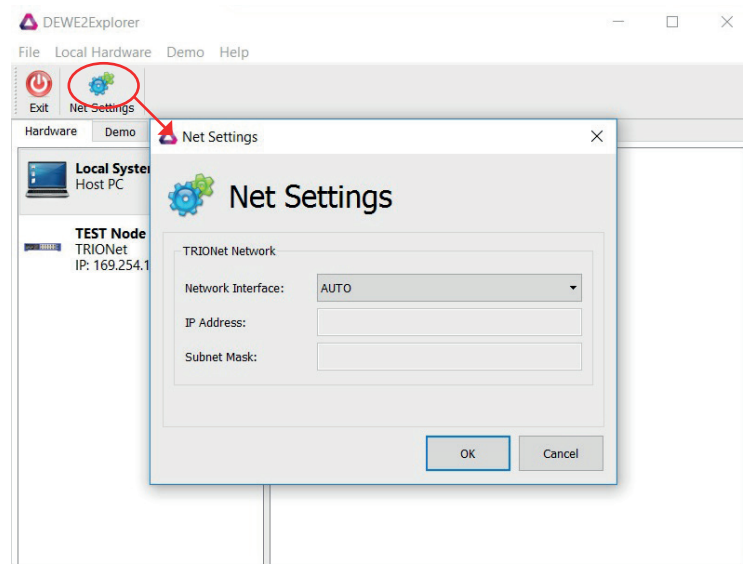 DEWE2Explorer
File Local Hardware Demo Help
Exit Net Settings
Hardware Demo
Net Settings
Local Syster
Host PC
Net Settings
TEST Node
TRIONet
IP: 169.254.1
TRIONet Network
Network Interface: AUTO
IP Address:
Subnet Mask:
OK Cancel